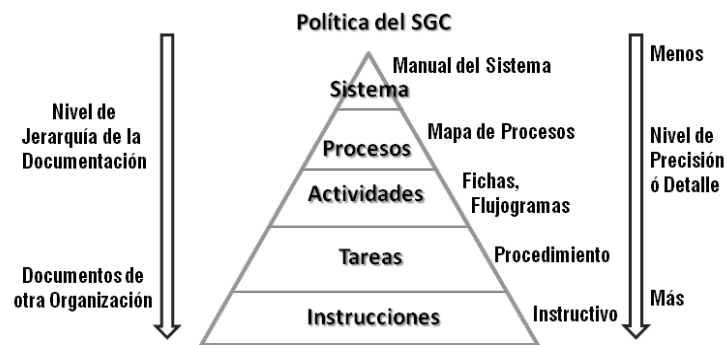 Política del SGC
Manual del Sistema
Menos
Sistema
Nivel de
Jerarquía de la
Documentación
Mapa de Procesos
Nivel de
Precisión
ó Detalle
Procesos
Fichas,
Flujogramas
Actividades
Tareas
Procedimiento
Documentos de
otra Organización
Más
Instrucciones
Instructivo